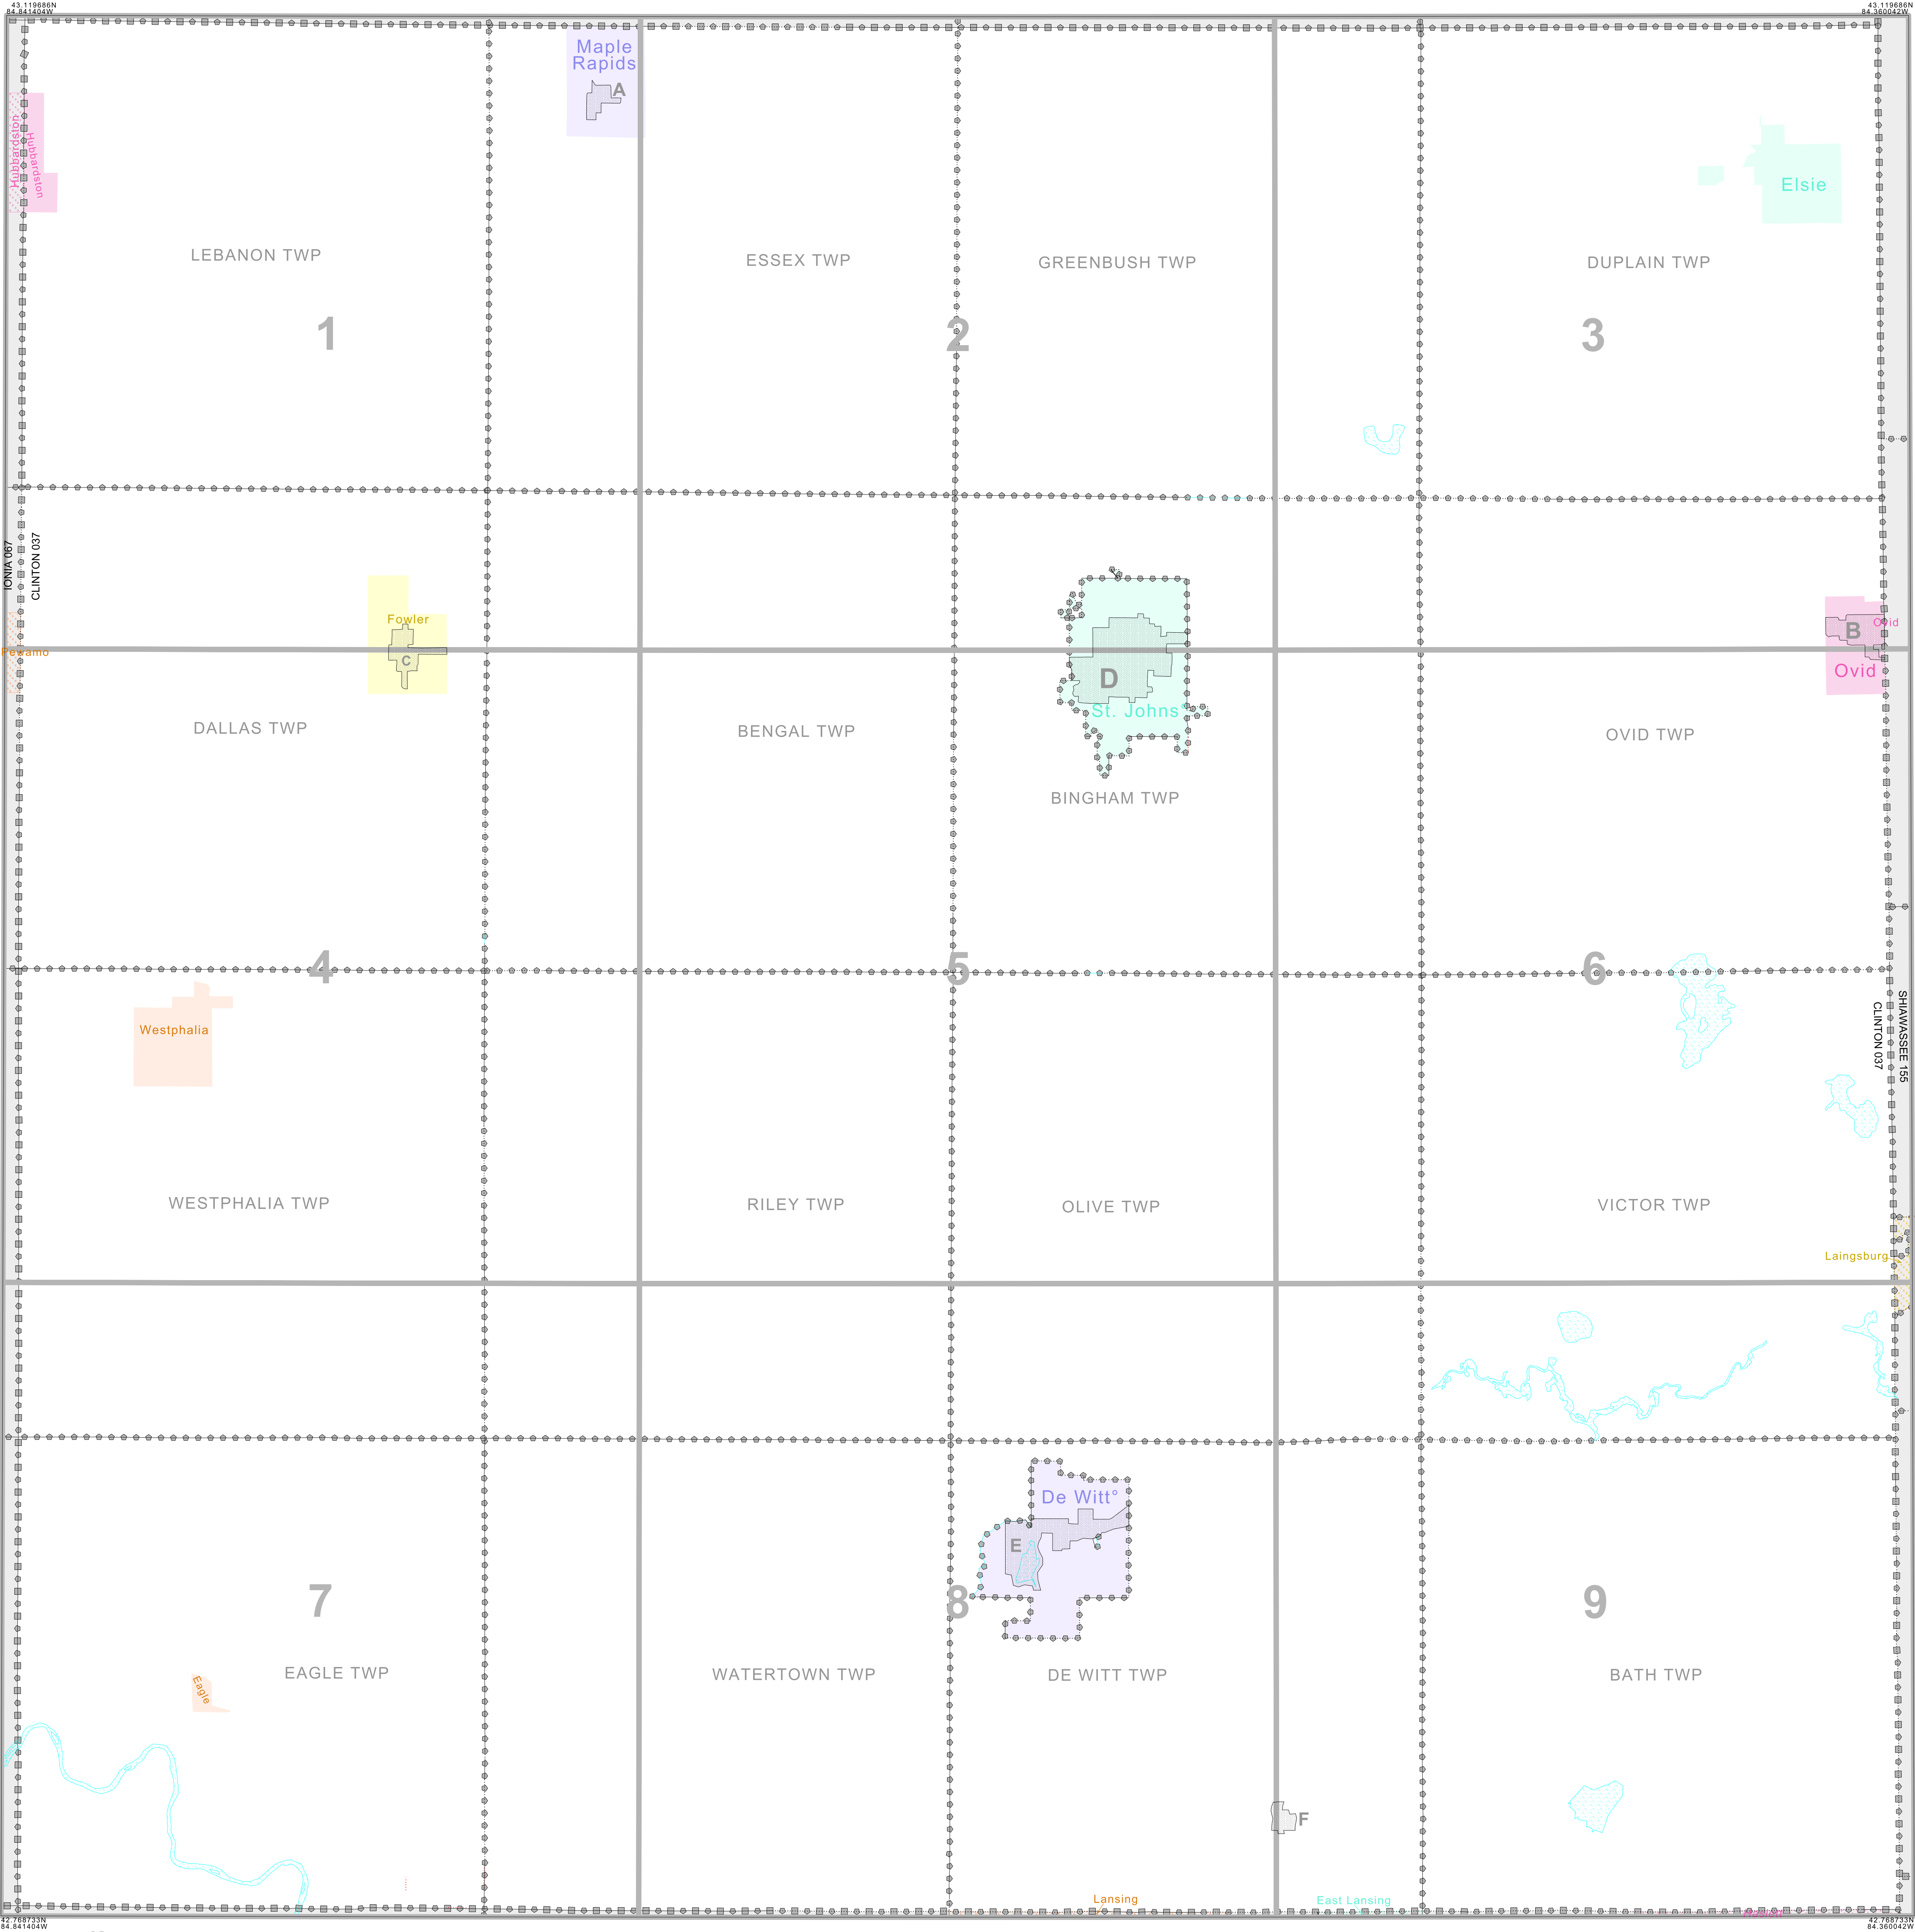 43.119686N
84.841404W
43.119686N
84.360042W
Maple
Rapids
A
Hubbardston
Hubbardston
Elsie
LEBANON TWP
ESSEX TWP
GREENBUSH TWP
DUPLAIN TWP
1
2
3
IONIA 067
CLINTON 037
Fowler
C
Pewamo
D
St. Johns°
B
Ovid
Ovid
DALLAS TWP
BENGAL TWP
OVID TWP
BINGHAM TWP
4
5
6
Westphalia
CLINTON 037
SHIAWASSEE 155
WESTPHALIA TWP
RILEY TWP
OLIVE TWP
VICTOR TWP
Laingsburg
De Witt°
E
7
8
9
Eagle
EAGLE TWP
WATERTOWN TWP
DE WITT TWP
BATH TWP
F
Lansing
East Lansing
42.768733N
84.841404W
42.768733N
84.360042W